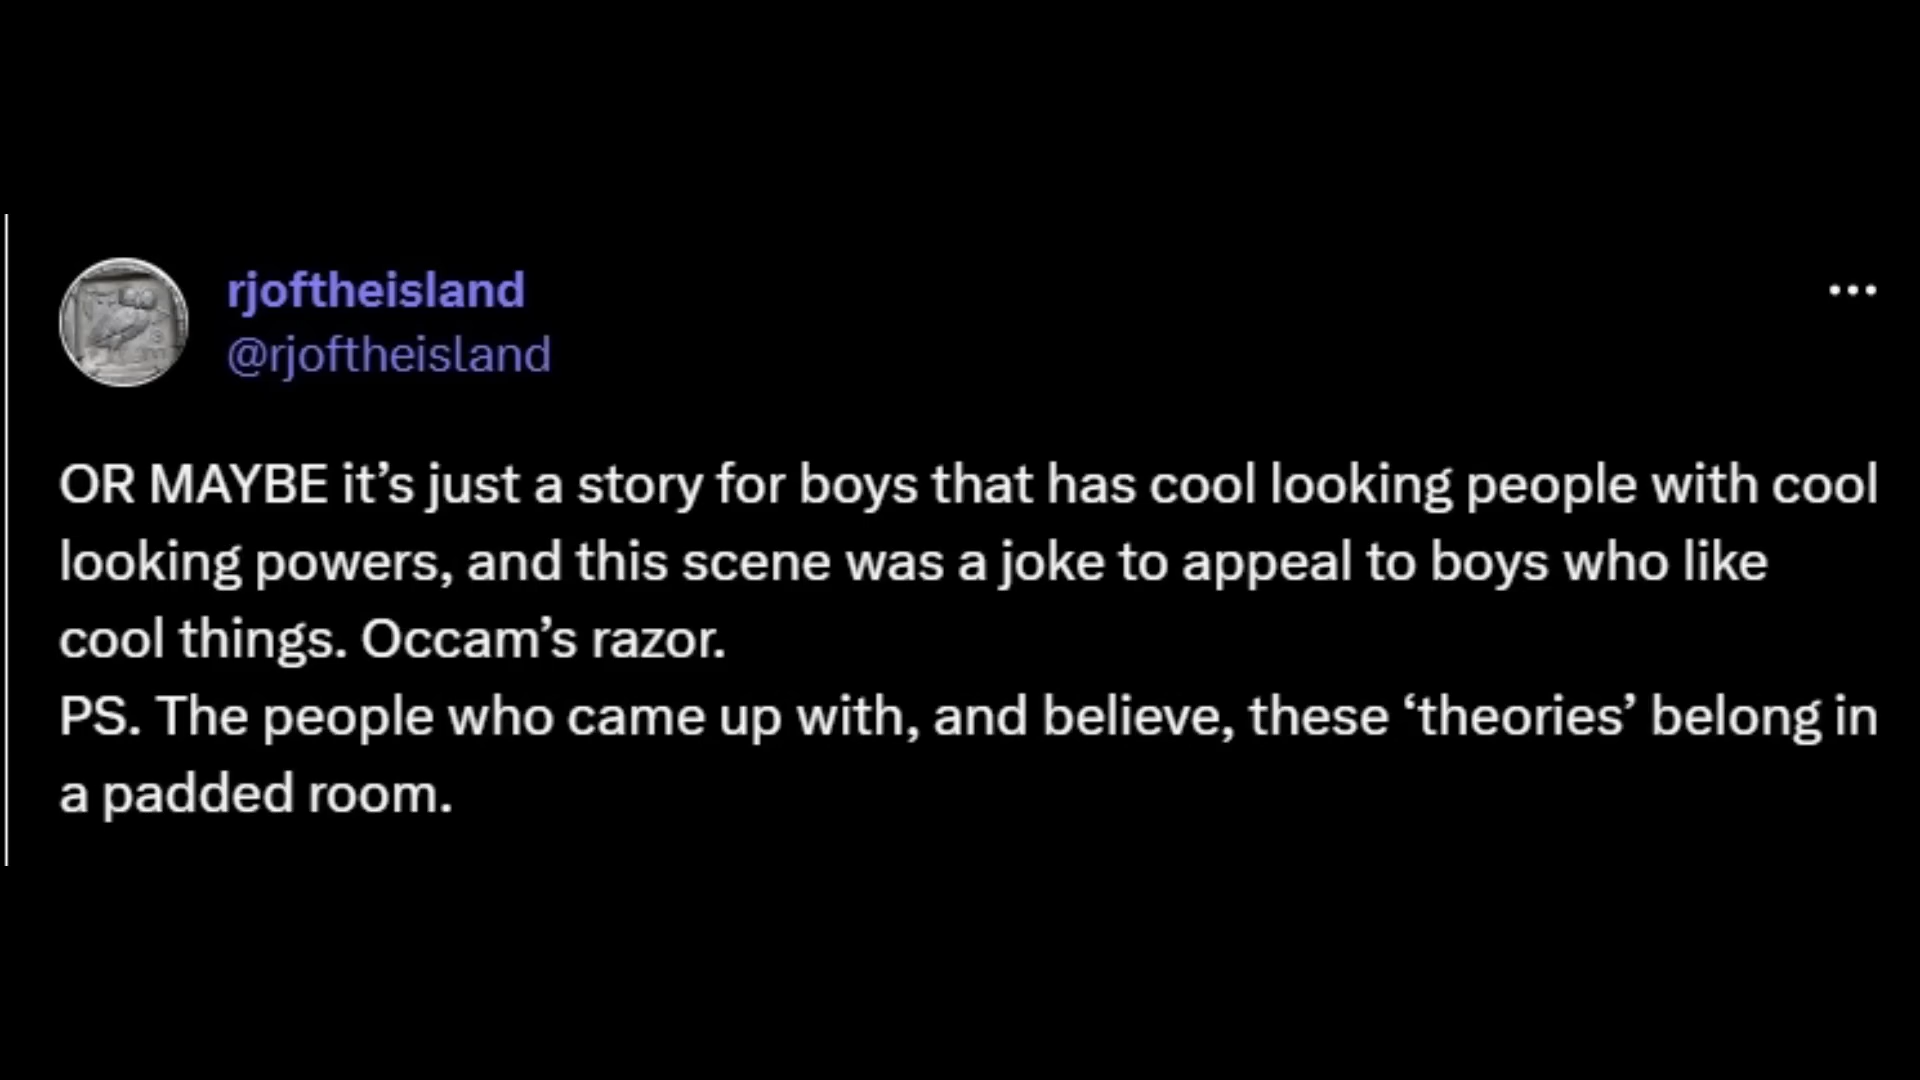 rjoftheisland
@rjoftheisland
OR MAYBE it’s just a story for boys that has cool looking people with cool
looking powers, and this scene was a joke to appeal to boys who like
cool things. Occam’s razor.
PS. The people who came up with, and believe, these ‘theories’ belong in
a padded room.